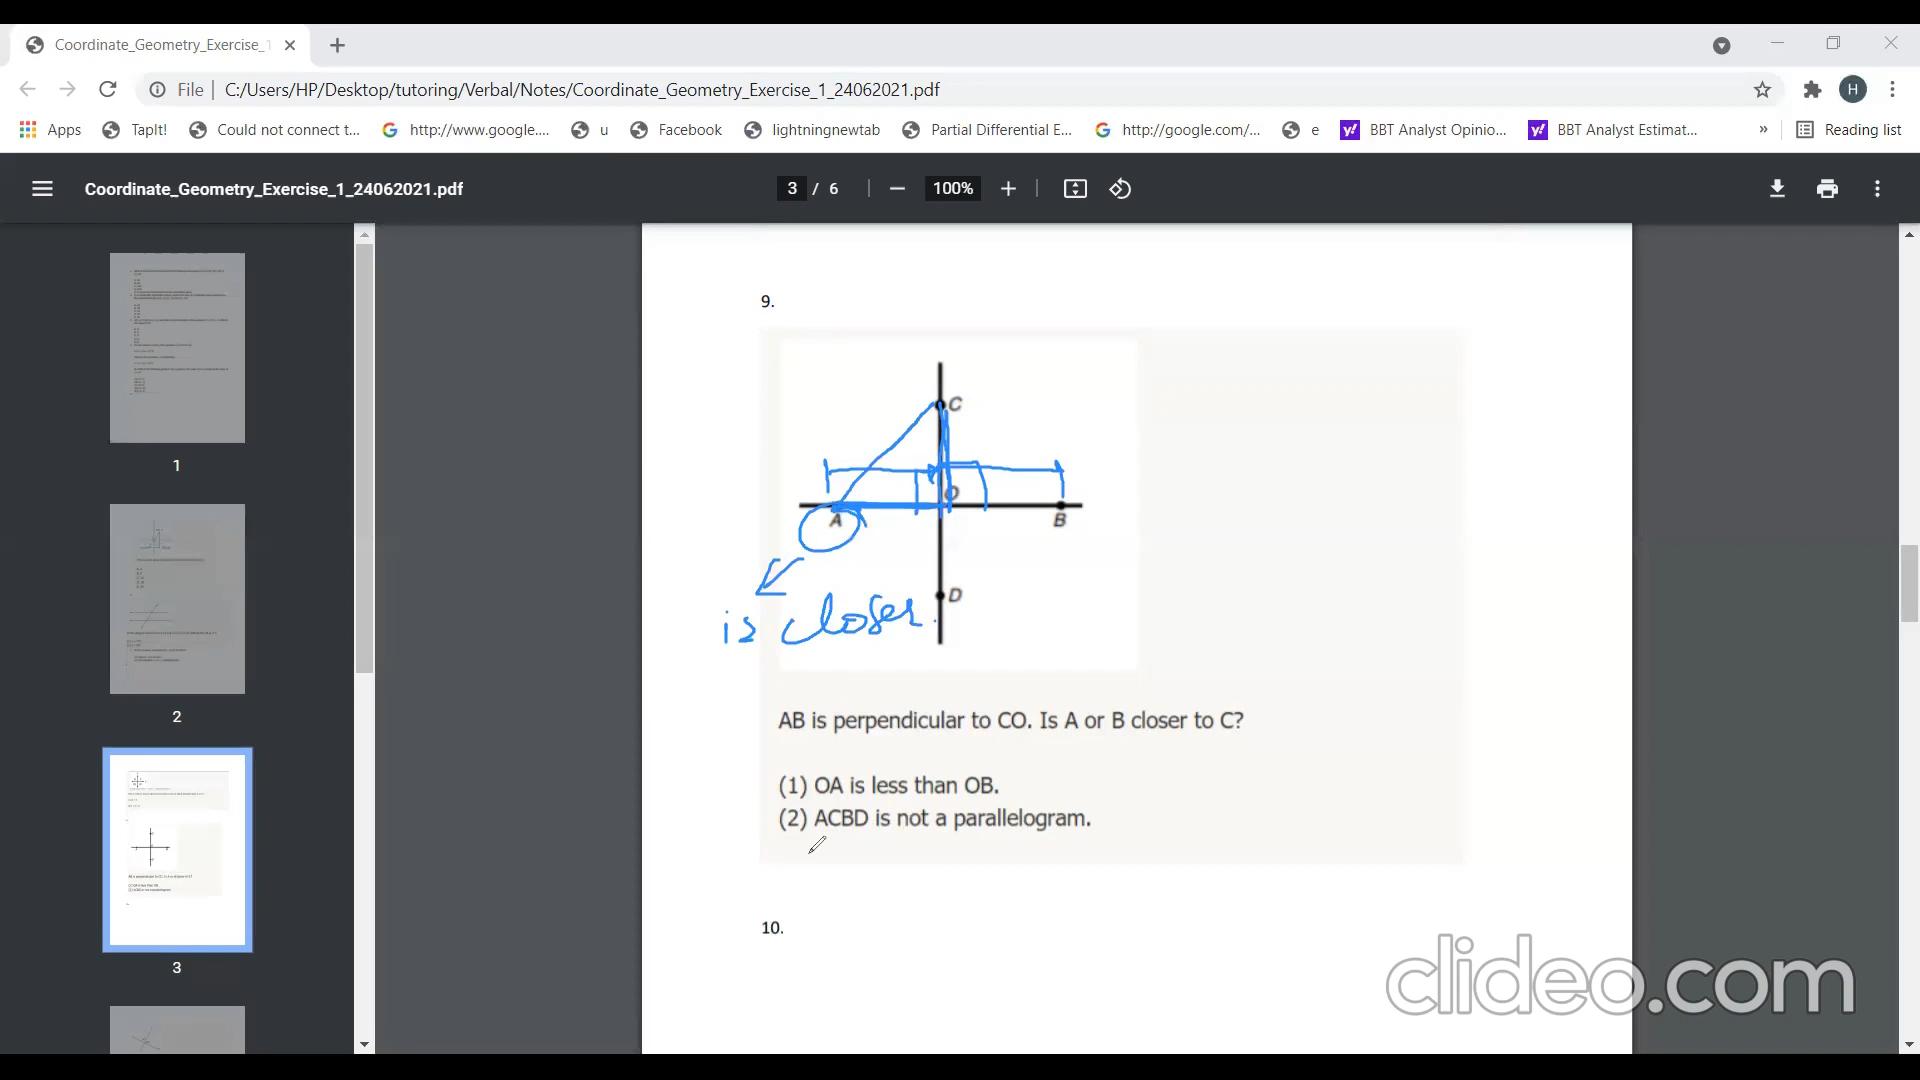 Coordinate_Geometry_Exercise_1
File
C:/Users/HP/Desktop/tutoring/Verbal/Notes/Coordinate_Geometry_Exercise_1_24062021.pdf
H
Apps
TapIt!
Could not connect t...
http://www.google....
u
Facebook
lightningnewtab
Partial Differential E...
http://google.com/...
e
y!
BBT Analyst Opinio...
y!
BBT Analyst Estimat...
»
Reading list
Coordinate_Geometry_Exercise_1_24062021.pdf
3 / 6
100%
1
2
3
9.
C
O
A
B
D
is closer.
AB is perpendicular to CO. Is A or B closer to C?
(1) OA is less than OB.
(2) ACBD is not a parallelogram.
10.
clideo.com